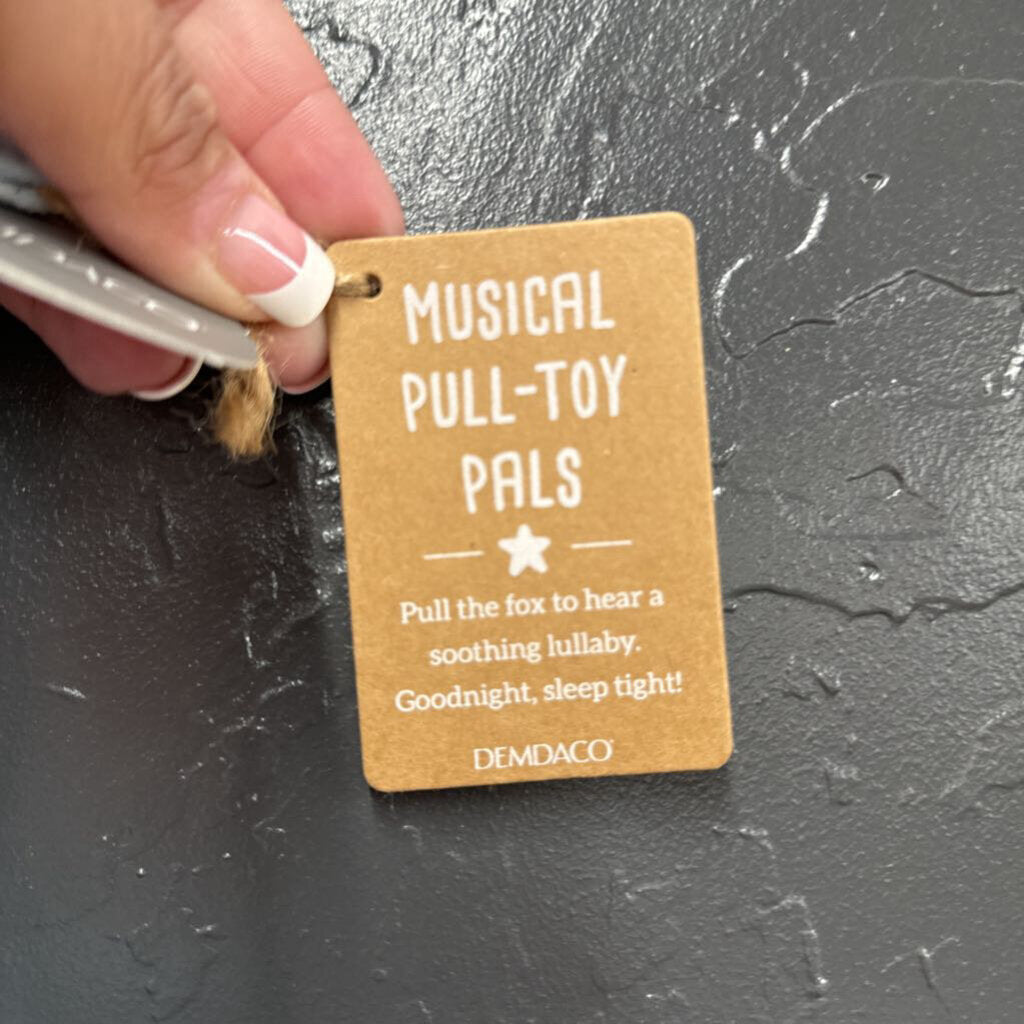 MUSICAL
PULL-TOY
PALS
Pull the fox to hear a
soothing lullaby.
Goodnight, sleep tight!
DEMDACO